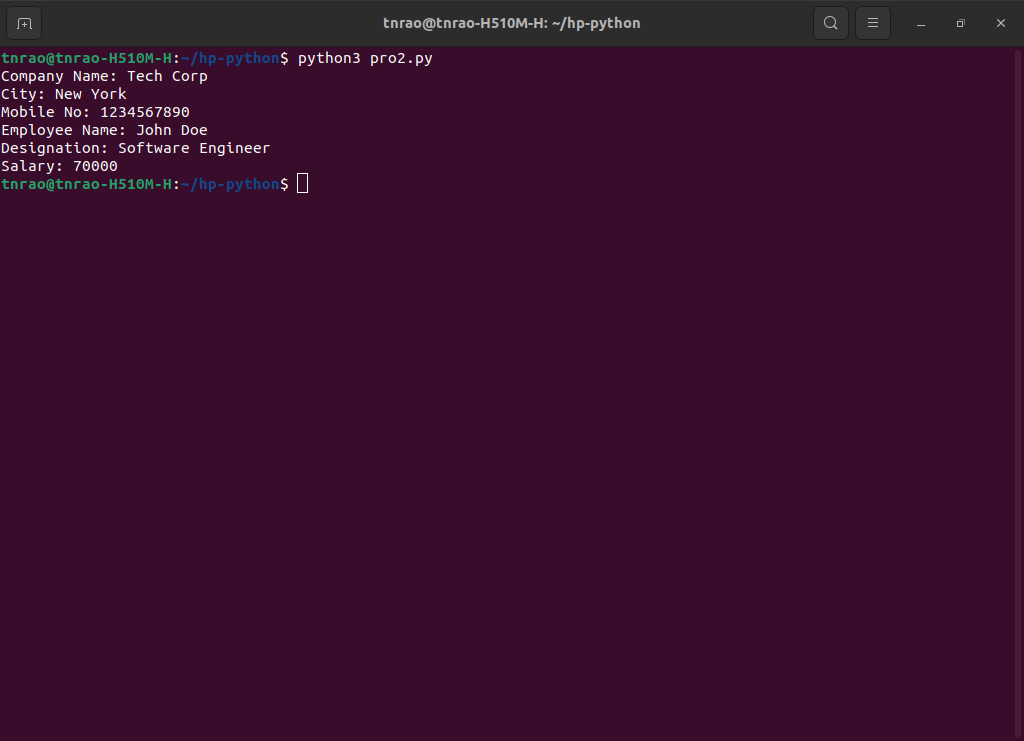 tnrao@tnrao-H510M-H: ~/hp-python
tnrao@tnrao-H510M-H:~/hp-python$ python3 pro2.py
Company Name: Tech Corp
City: New York
Mobile No: 1234567890
Employee Name: John Doe
Designation: Software Engineer
Salary: 70000
tnrao@tnrao-H510M-H:~/hp-python$